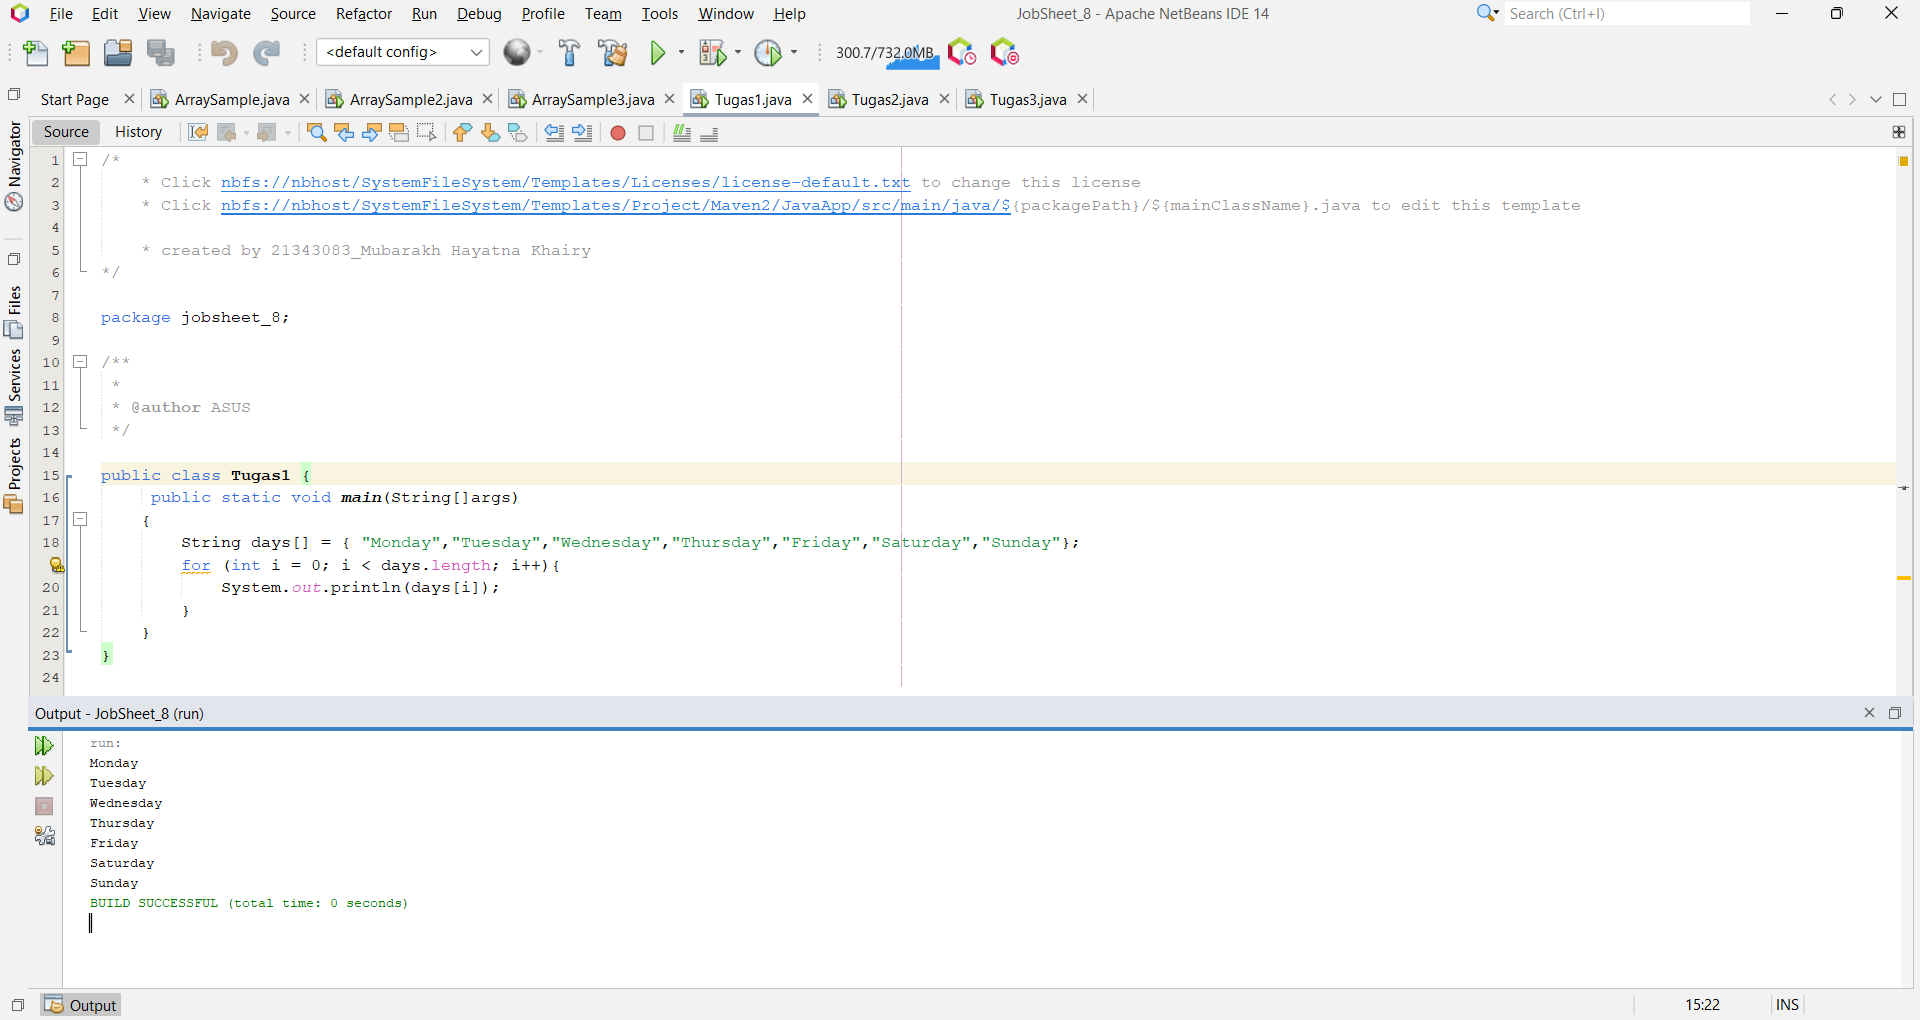 File Edit View Navigate Source Refactor Run Debug Profile Team Tools Window Help JobSheet_8 - Apache NetBeans IDE 14 Search (Ctrl+I)
<default config> 300.7/732.0MB
Start Page ArraySample.java ArraySample2.java ArraySample3.java Tugas1.java Tugas2.java Tugas3.java
Source History
Navigator
Files
Services
Projects
1 /*
2 * Click nbfs://nbhost/SystemFileSystem/Templates/Licenses/license-default.txt to change this license
3 * Click nbfs://nbhost/SystemFileSystem/Templates/Project/Maven2/JavaApp/src/main/java/${packagePath}/${mainClassName}.java to edit this template
4
5 * created by 21343083_Mubarakh Hayatna Khairy
6 */
7
8 package jobsheet_8;
9
10 /**
11 *
12 * @author ASUS
13 */
14
15 public class Tugas1 {
16 public static void main(String[]args)
17 {
18 String days[] = { "Monday","Tuesday","Wednesday","Thursday","Friday","Saturday","Sunday"};
for (int i = 0; i < days.length; i++){
20 System.out.println(days[i]);
21 }
22 }
23 }
24
Output - JobSheet_8 (run)
run:
Monday
Tuesday
Wednesday
Thursday
Friday
Saturday
Sunday
BUILD SUCCESSFUL (total time: 0 seconds)
Output 15:22 INS